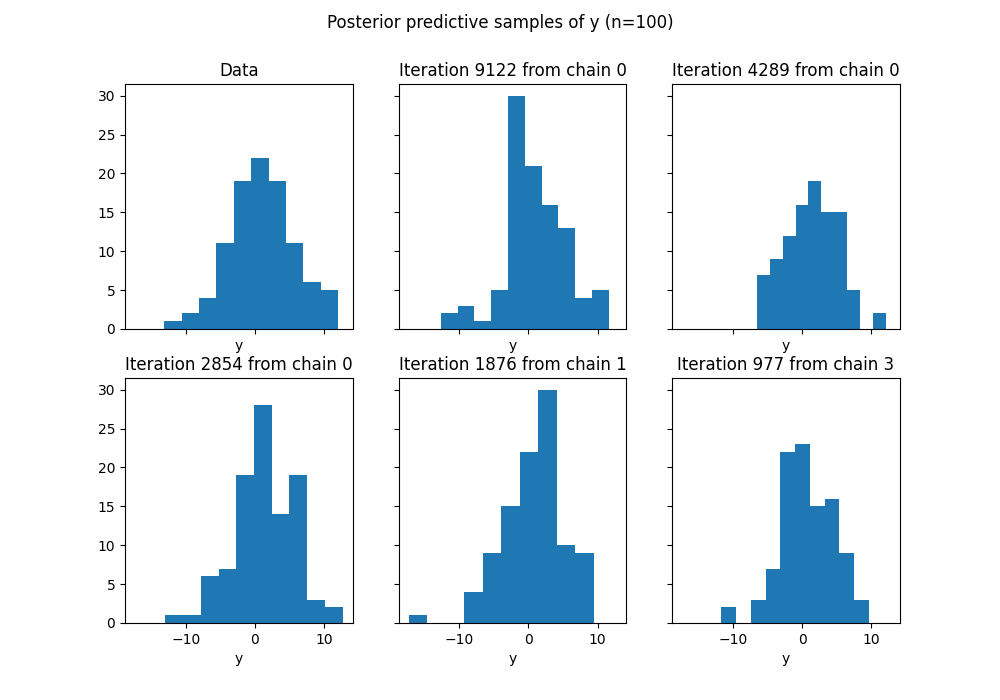 Posterior predictive samples of y (n=100)
Data
Iteration 9122 from chain 0
Iteration 4289 from chain 0
30
25
20
15
10
5
0
y
y
y
Iteration 2854 from chain 0
Iteration 1876 from chain 1
Iteration 977 from chain 3
30
25
20
15
10
5
0
−10 0 10
−10 0 10
−10 0 10
y
y
y